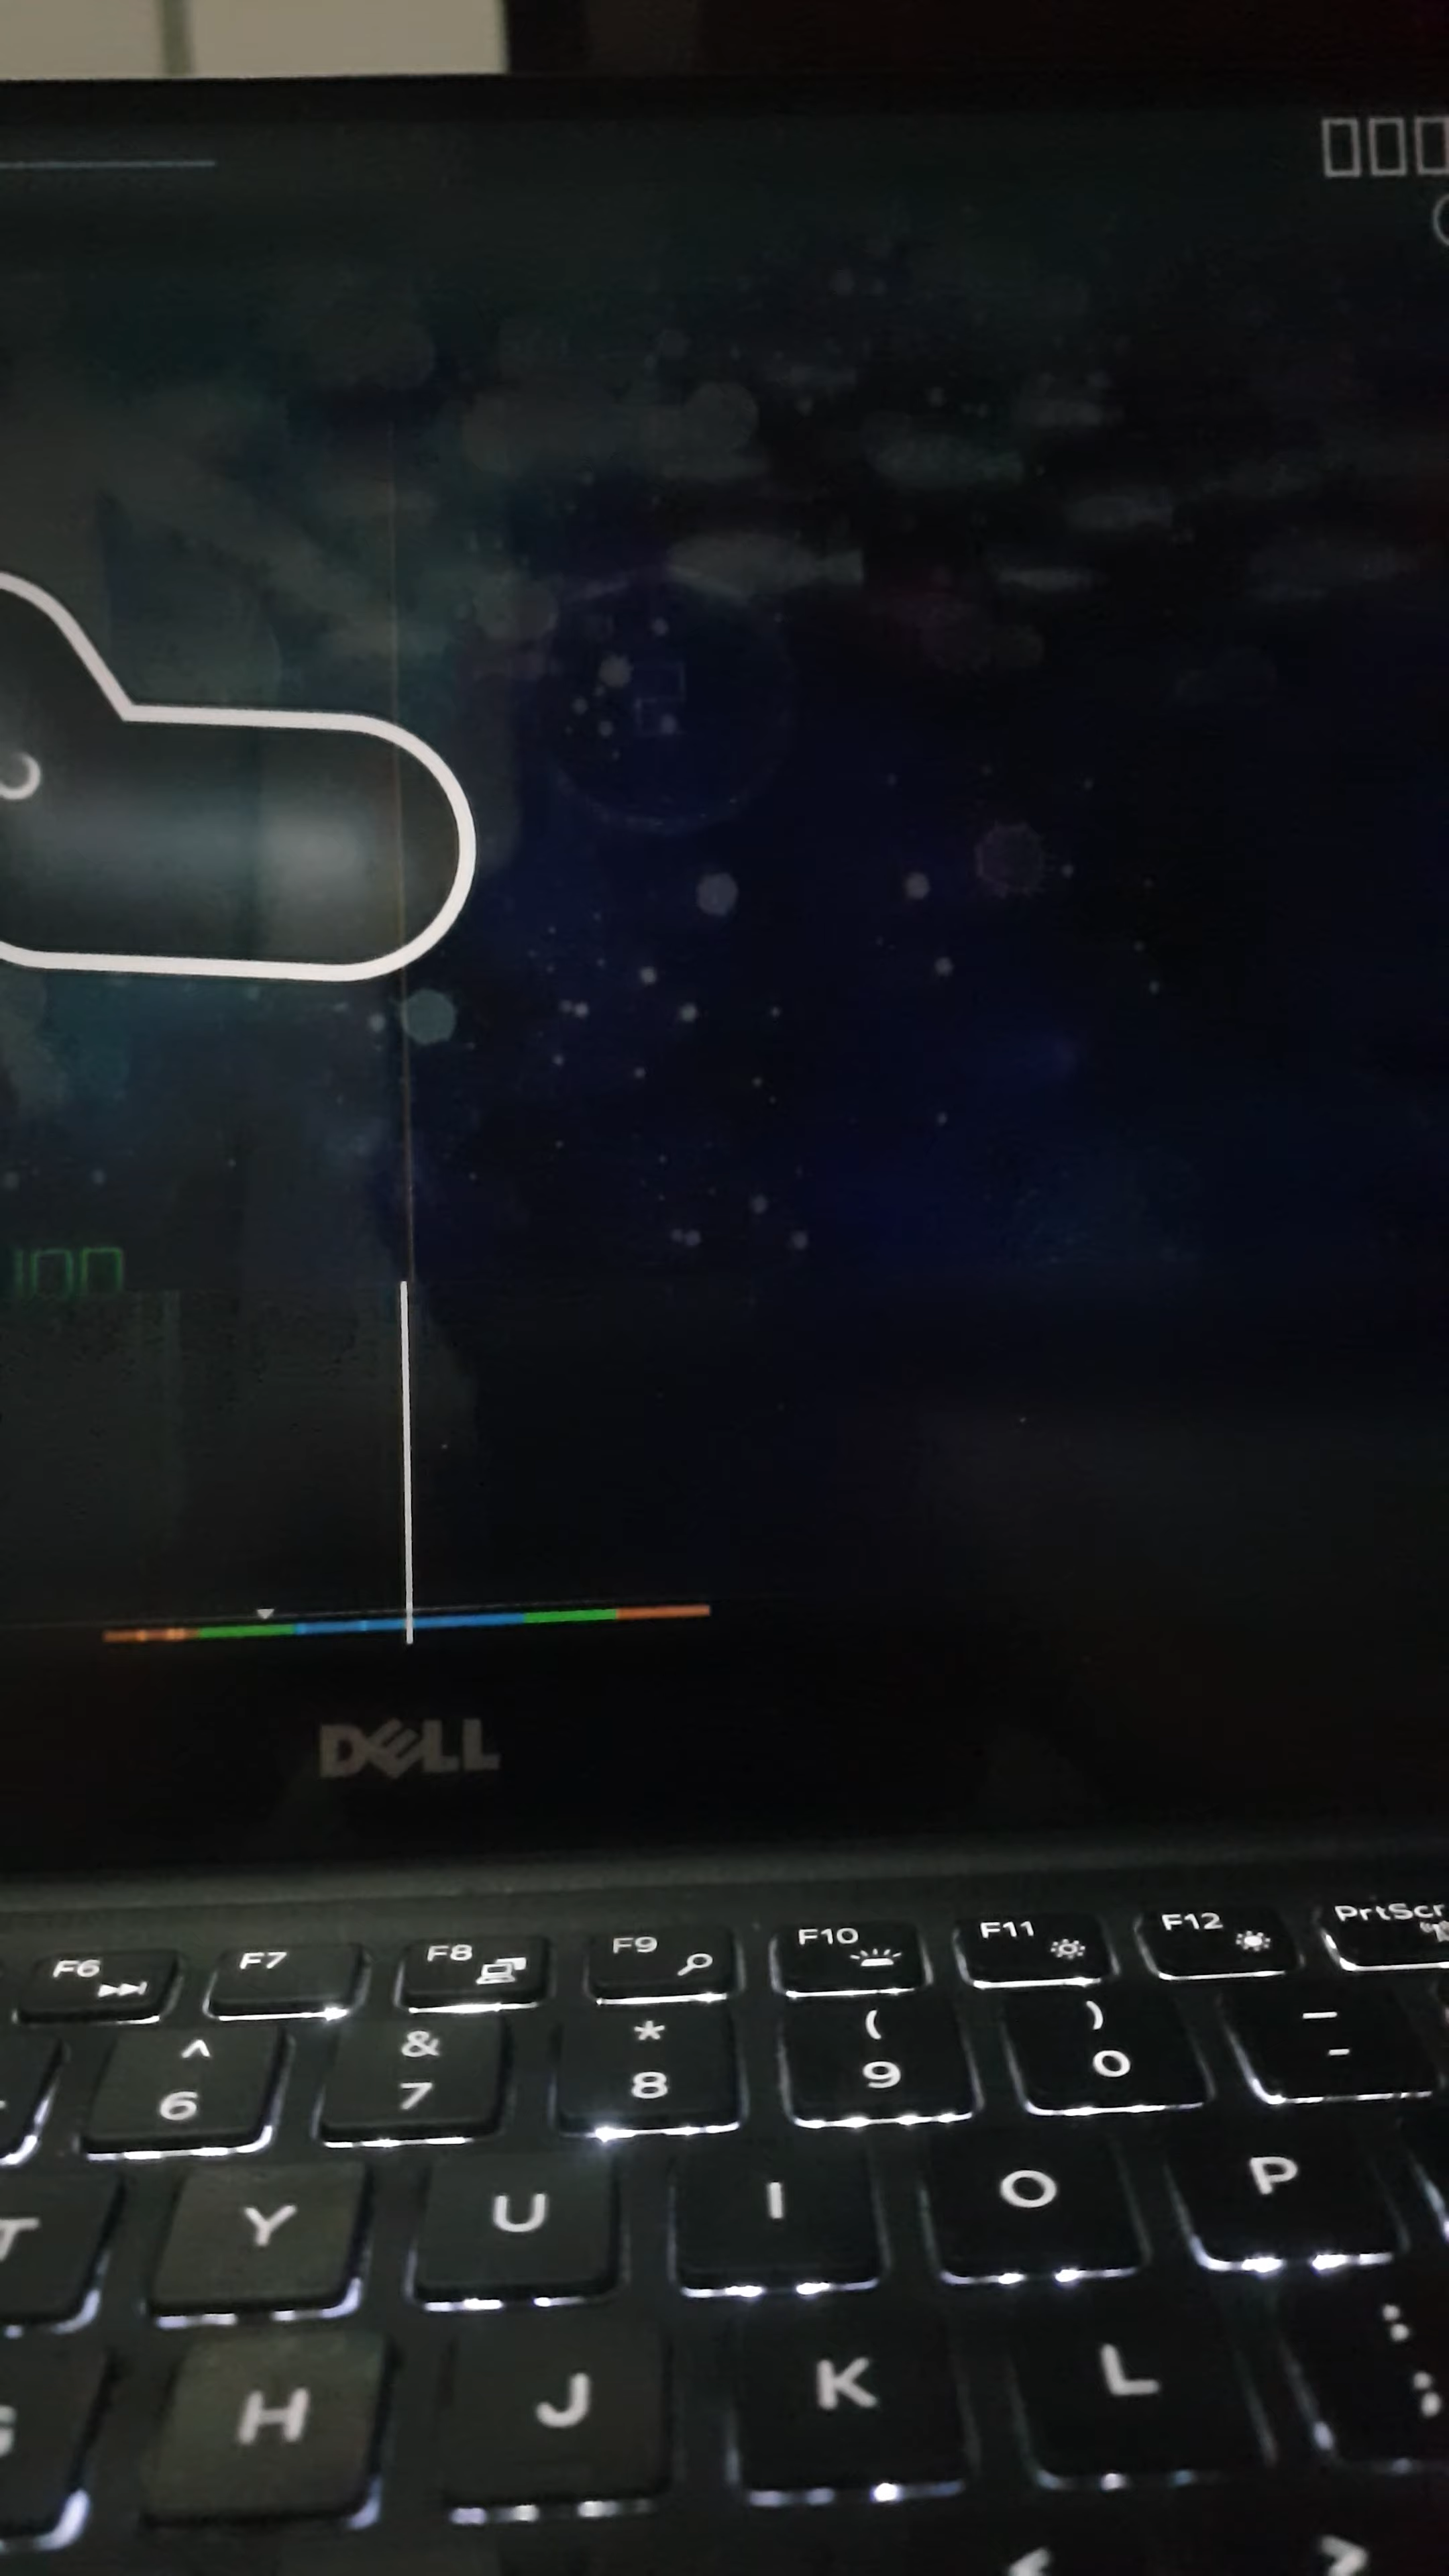 DELL
F6 F7 F8 F9 F10 F11 F12 PrtScr
^ & * ( ) _
6 7 8 9 0 -
T Y U I O P
H J K L :
;
< >